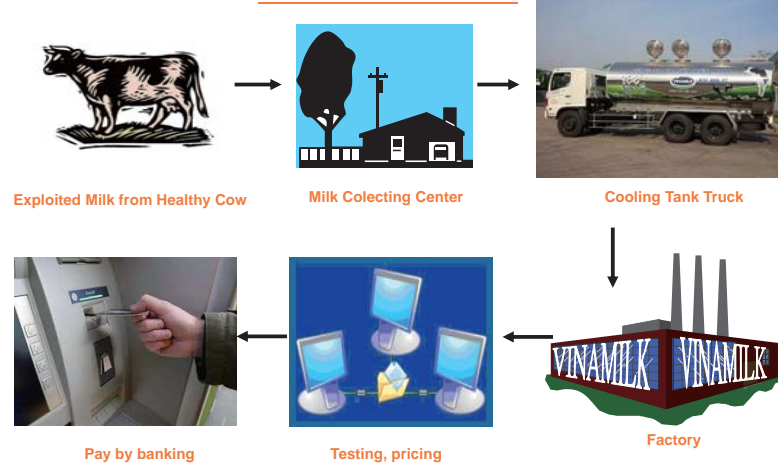 Exploited Milk from Healthy Cow
Milk Colecting Center
Cooling Tank Truck
VINAMILK VINAMILK
Pay by banking
Testing, pricing
Factory